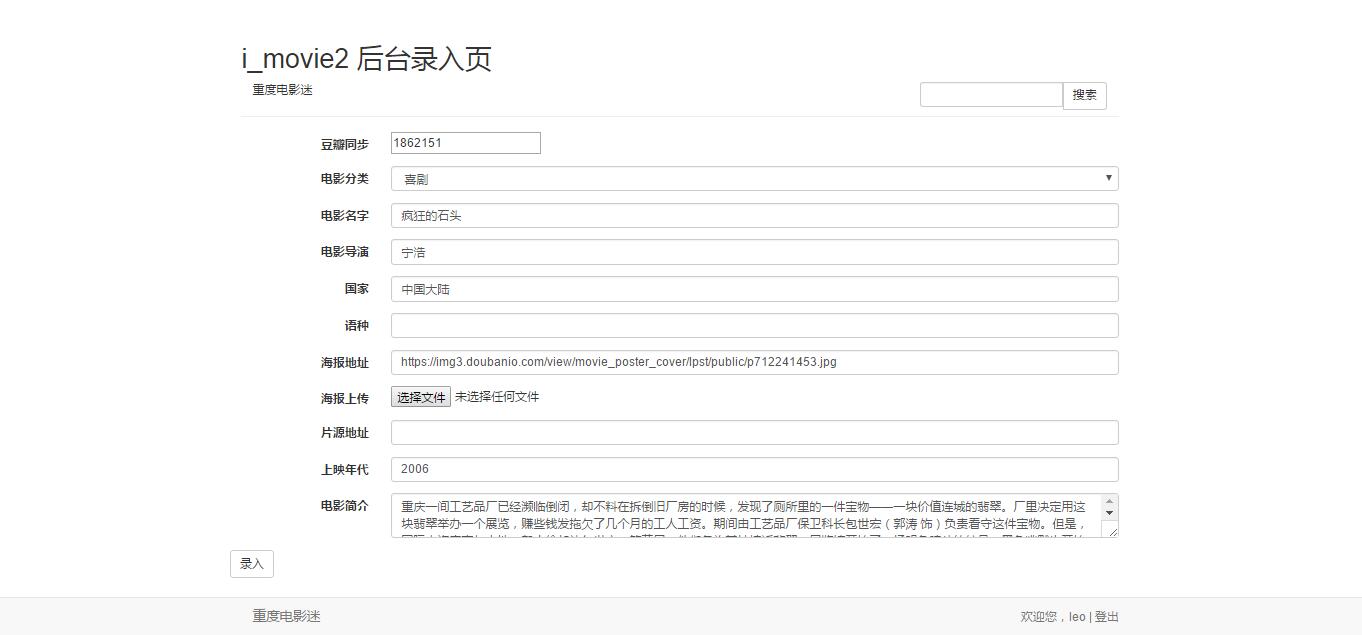 i_movie2 后台录入页
重度电影迷
搜索
豆瓣同步 1862151
电影分类 喜剧
电影名字 疯狂的石头
电影导演 宁浩
国家 中国大陆
语种
海报地址 https://img3.doubanio.com/view/movie_poster_cover/lpst/public/p712241453.jpg
海报上传 选择文件 未选择任何文件
片源地址
上映年代 2006
电影简介 重庆一间工艺品厂已经濒临倒闭，却不料在拆倒旧厂房的时候，发现了厕所里的一件宝物——一块价值连城的翡翠。厂里决定用这
块翡翠举办一个展览，赚些钱发拖欠了几个月的工人工资。期间由工艺品厂保卫科长包世宏（郭涛 饰）负责看守这件宝物。但是，
录入
重度电影迷
欢迎您，leo | 登出